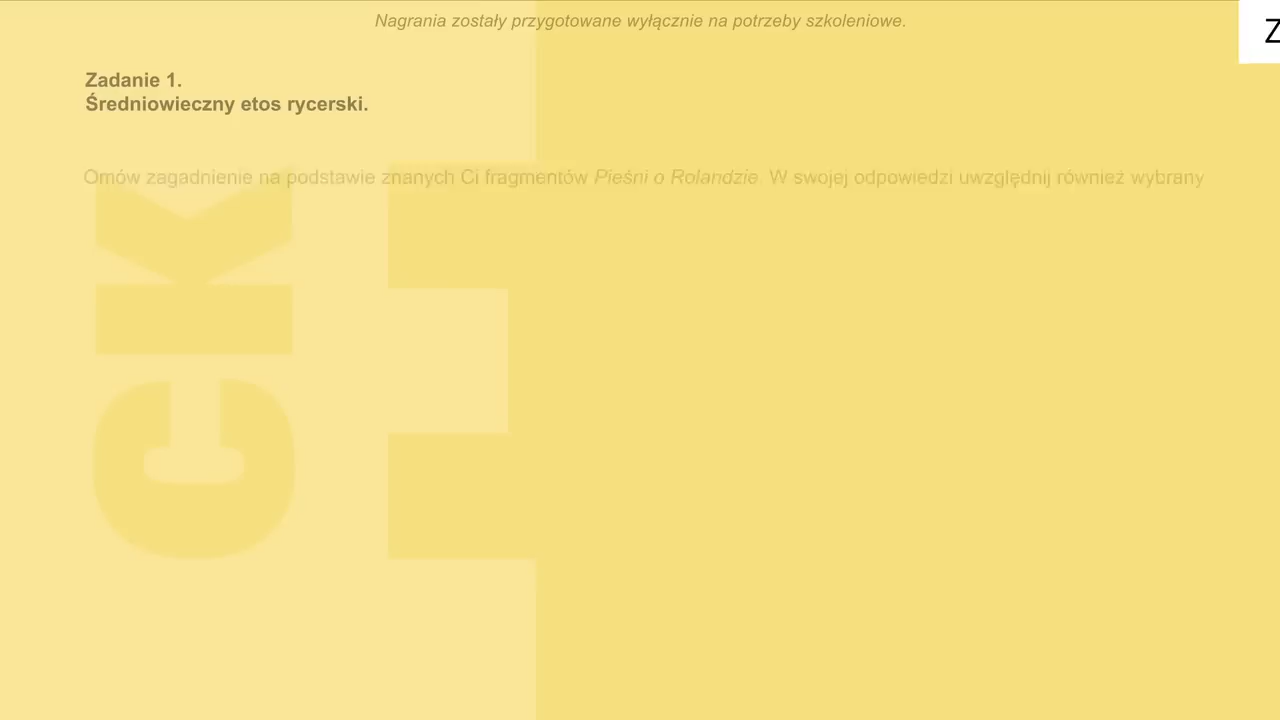 Nagrania zostały przygotowane wyłącznie na potrzeby szkoleniowe.
Z
Zadanie 1.
Średniowieczny etos rycerski.
Omów zagadnienie na podstawie znanych Ci fragmentów Pieśni o Rolandzie. W swojej odpowiedzi uwzględnij również wybrany
CK